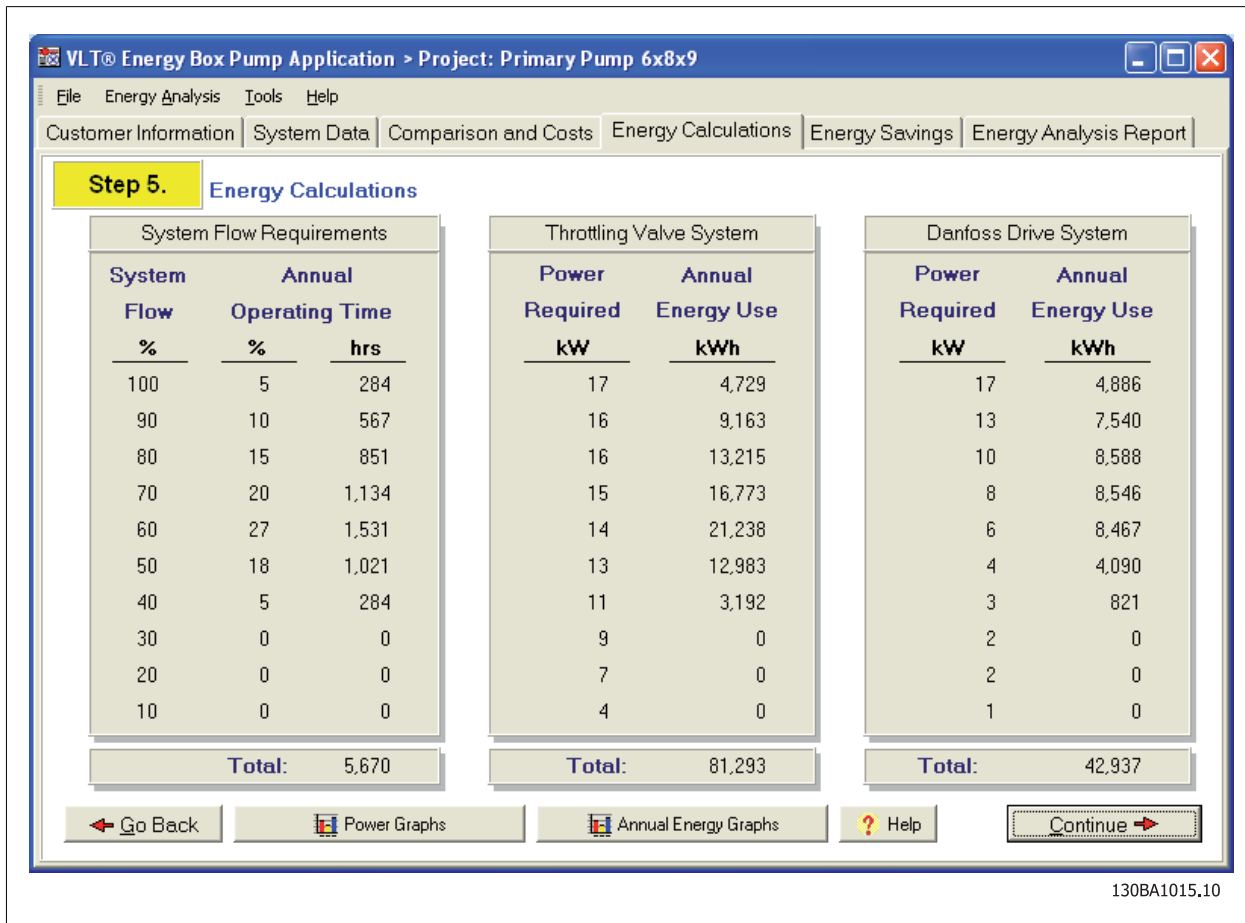 VLT® Energy Box Pump Application > Project: Primary Pump 6x8x9
File Energy Analysis Tools Help
Customer Information System Data Comparison and Costs Energy Calculations Energy Savings Energy Analysis Report
Step 5. Energy Calculations
System Flow Requirements Throttling Valve System Danfoss Drive System
System Annual Power Annual Power Annual
Flow Operating Time Required Energy Use Required Energy Use
% % hrs kW kWh kW kWh
100 5 284 17 4,729 17 4,886
90 10 567 16 9,163 13 7,540
80 15 851 16 13,215 10 8,588
70 20 1,134 15 16,773 8 8,546
60 27 1,531 14 21,238 6 8,467
50 18 1,021 13 12,983 4 4,090
40 5 284 11 3,192 3 821
30 0 0 9 0 2 0
20 0 0 7 0 2 0
10 0 0 4 0 1 0
Total: 5,670 Total: 81,293 Total: 42,937
Go Back Power Graphs Annual Energy Graphs ? Help Continue
130BA1015.10